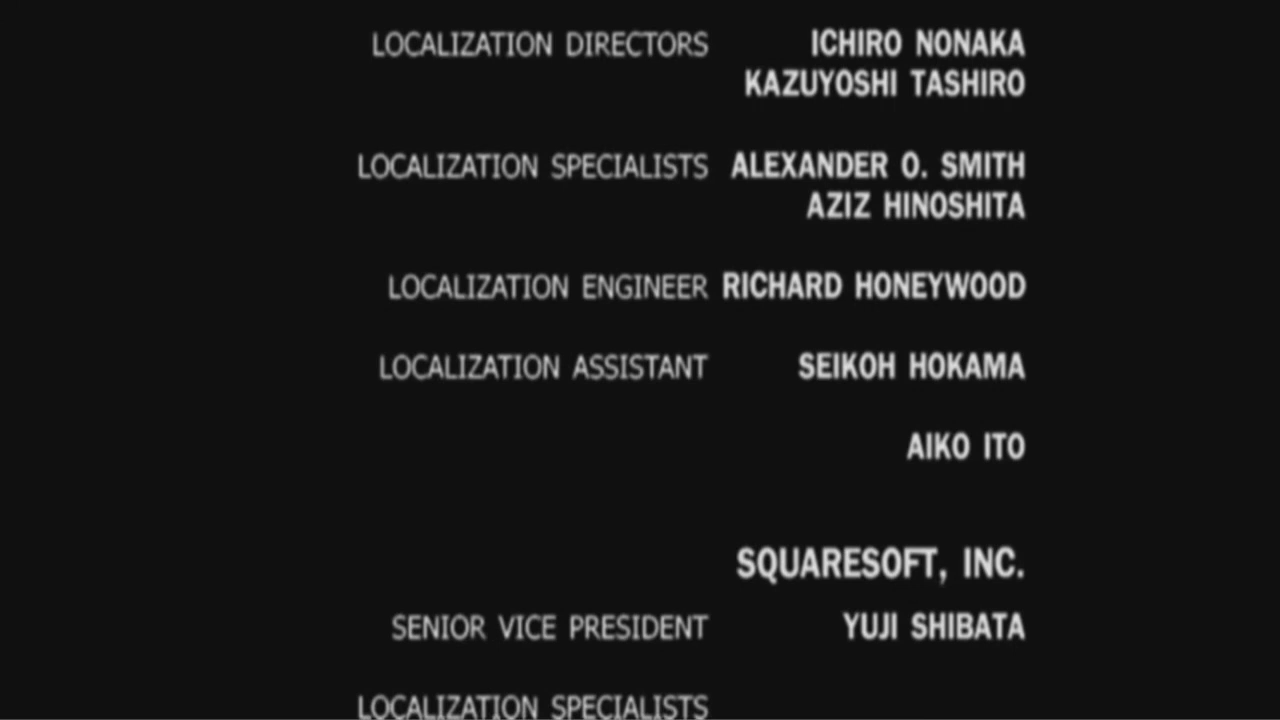 LOCALIZATION DIRECTORS ICHIRO NONAKA
KAZUYOSHI TASHIRO
LOCALIZATION SPECIALISTS ALEXANDER O. SMITH
AZIZ HINOSHITA
LOCALIZATION ENGINEER RICHARD HONEYWOOD
LOCALIZATION ASSISTANT SEIKOH HOKAMA
AIKO ITO
SQUARESOFT, INC.
SENIOR VICE PRESIDENT YUJI SHIBATA
LOCALIZATION SPECIALISTS